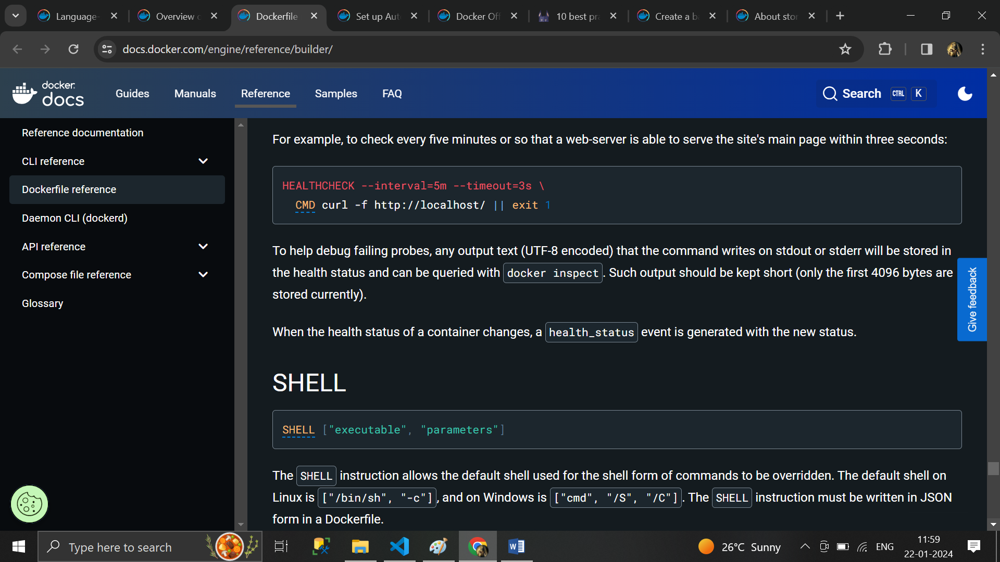 Language-
Overview c
Dockerfile
Set up Aut
Docker Off
10 best pra
Create a ba
About stor
docs.docker.com/engine/reference/builder/
docker
docs
Guides
Manuals
Reference
Samples
FAQ
Search
CTRL
K
Reference documentation
CLI reference
Dockerfile reference
Daemon CLI (dockerd)
API reference
Compose file reference
Glossary
For example, to check every five minutes or so that a web-server is able to serve the site's main page within three seconds:
HEALTHCHECK --interval=5m --timeout=3s \
CMD curl -f http://localhost/ || exit 1
To help debug failing probes, any output text (UTF-8 encoded) that the command writes on stdout or stderr will be stored in
the health status and can be queried with docker inspect. Such output should be kept short (only the first 4096 bytes are
stored currently).
When the health status of a container changes, a health_status event is generated with the new status.
SHELL
SHELL ["executable", "parameters"]
The SHELL instruction allows the default shell used for the shell form of commands to be overridden. The default shell on
Linux is ["/bin/sh", "-c"], and on Windows is ["cmd", "/S", "/C"]. The SHELL instruction must be written in JSON
form in a Dockerfile.
Give feedback
Type here to search
26°C Sunny
ENG
11:59
22-01-2024